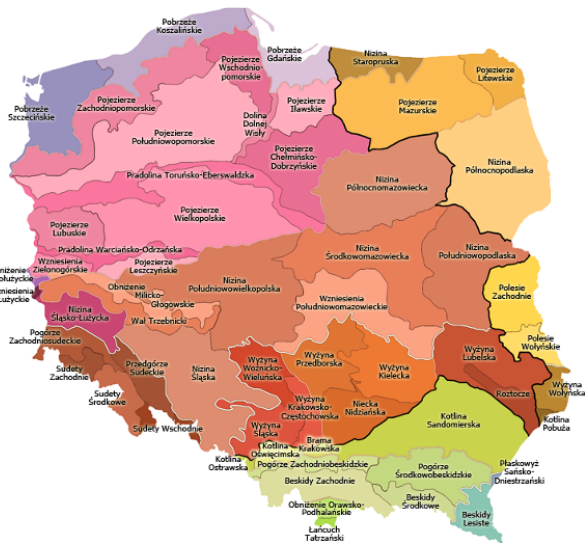 Pobrzeże
Koszalińskie
Pobrzeże
Gdańskie
Nizina
Staropruska
Pojezierze
Wschodnio-
pomorskie
Pojezierze
Litewskie
Pobrzeże
Szczecińskie
Pojezierze
Zachodniopomorskie
Pojezierze
Iławskie
Pojezierze
Mazurskie
Dolina
Dolnej
Wisły
Pojezierze
Południowopomorskie
Pojezierze
Chełmińsko-
Dobrzyńskie
Nizina
Północnopodlaska
Pradolina Toruńsko-Eberswaldzka
Nizina
Północnomazowiecka
Pojezierze
Wielkopolskie
Pojezierze
Lubuskie
Pradolina Warciańsko-Odrzańska
Nizina
Środkowomazowiecka
Nizina
Południowopodlaska
Wzniesienia
Zielonogórskie
Pojezierze
Leszczyńskie
Nizina
Południowowielkopolska
Polesie
Zachodnie
Obniżenie
Milicko-
Głogowskie
Wzniesienia
Południowomazowieckie
Nizina
Śląsko-Łużycka
Wał Trzebnicki
Pogórze
Zachodniosudeckie
Polesie
Wołyńskie
Przedgórze
Sudeckie
Nizina
Śląska
Wyżyna
Woźnicko-
Wieluńska
Wyżyna
Przedborska
Wyżyna
Kielecka
Wyżyna
Lubelska
Sudety
Zachodnie
Roztocze
Wyżyna
Wołyńska
Sudety
Środkowe
Wyżyna
Krakowsko-
Częstochowska
Niecka
Nidziańska
Kotlina
Sandomierska
Kotlina
Pobuża
Sudety Wschodnie
Wyżyna
Śląska
Brama
Krakowska
Kotlina
Oświęcimska
Kotlina
Ostrawska
Pogórze Zachodniobeskidzkie
Pogórze
Środkowobeskidzkie
Płaskowyż
Sańsko-
Dniestrzański
Beskidy Zachodnie
Beskidy
Środkowe
Obniżenie Orawsko-
Podhalańskie
Beskidy
Lesiste
Łańcuch
Tatrzański